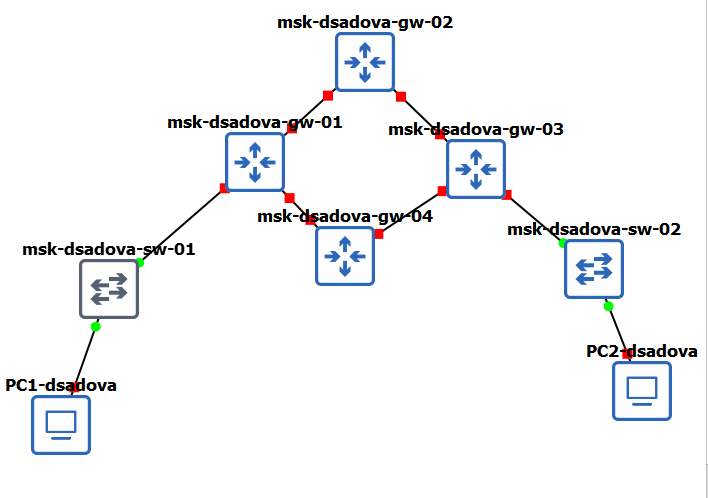 msk-dsadova-gw-02
msk-dsadova-gw-01
msk-dsadova-gw-03
msk-dsadova-gw-04
msk-dsadova-sw-01
msk-dsadova-sw-02
PC2-dsadova
PC1-dsadova